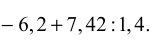 − 6,2 + 7,42 : 1,4.